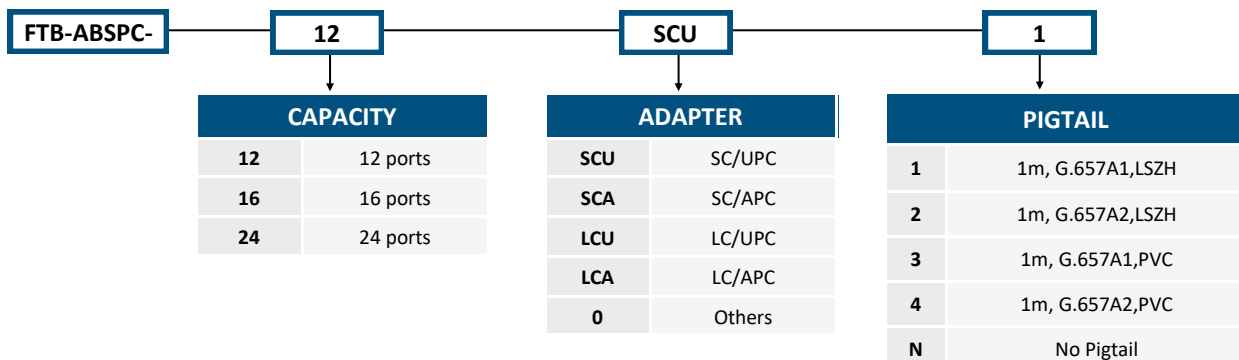 FTB-ABSPC- 12 SCU 1
CAPACITY
12 12 ports
16 16 ports
24 24 ports
ADAPTER
SCU SC/UPC
SCA SC/APC
LCU LC/UPC
LCA LC/APC
0 Others
PIGTAIL
1 1m, G.657A1,LSZH
2 1m, G.657A2,LSZH
3 1m, G.657A1,PVC
4 1m, G.657A2,PVC
N No Pigtail